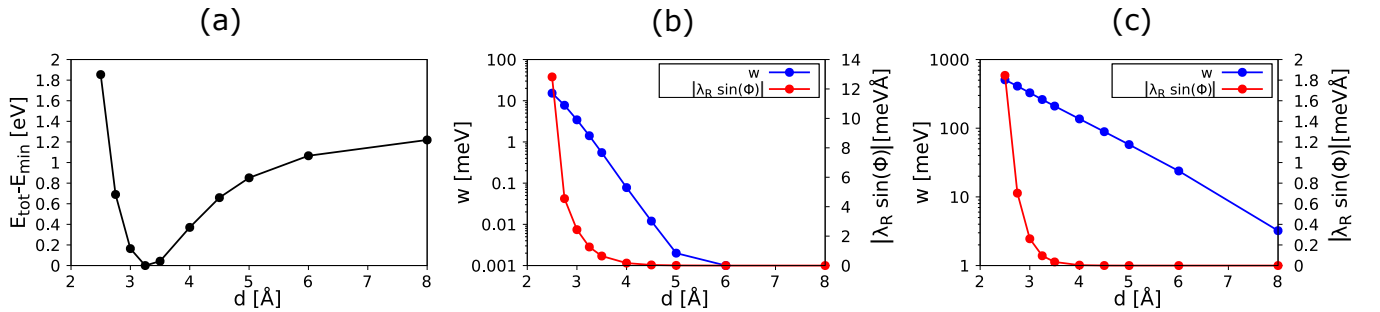 (a)
(b)
(c)
E_tot-E_min [eV]
2
1.8
1.6
1.4
1.2
1
0.8
0.6
0.4
0.2
0
2 3 4 5 6 7 8
d [Å]
w [meV]
100
10
1
0.1
0.01
0.001
w
|λ_R sin(Φ)|
14
12
10
8
6
4
2
0
|λ_R sin(Φ)|[meVÅ]
2 3 4 5 6 7 8
d [Å]
w [meV]
1000
100
10
1
w
|λ_R sin(Φ)|
2
1.8
1.6
1.4
1.2
1
0.8
0.6
0.4
0.2
0
|λ_R sin(Φ)|[meVÅ]
2 3 4 5 6 7 8
d [Å]